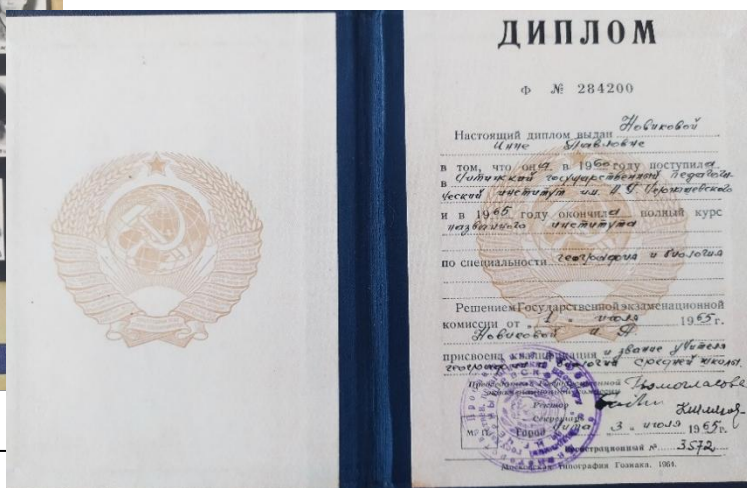 ДИПЛОМ
Ф № 284200
Настоящий диплом выдан Новиковой
Инне Павловне
в том, что она в 1960 году поступила
в Читинский государственный педагоги-
ческий институт им. Н.Г. Чернышевского
и в 1965 году окончила полный курс
названного института
по специальности география и биология
Решением Государственной экзаменационной
комиссии от 1 июля 1965 г.
Новиковой И П
присвоена квалификация и звание учителя
географии биологии средней школы.
Председатель Государственной
экзаменационной комиссии
Ректор
Секретарь
М. П. Город Чита 3 июля 1965 г.
Регистрационный № 3572
Московская типография Гознака. 1964.